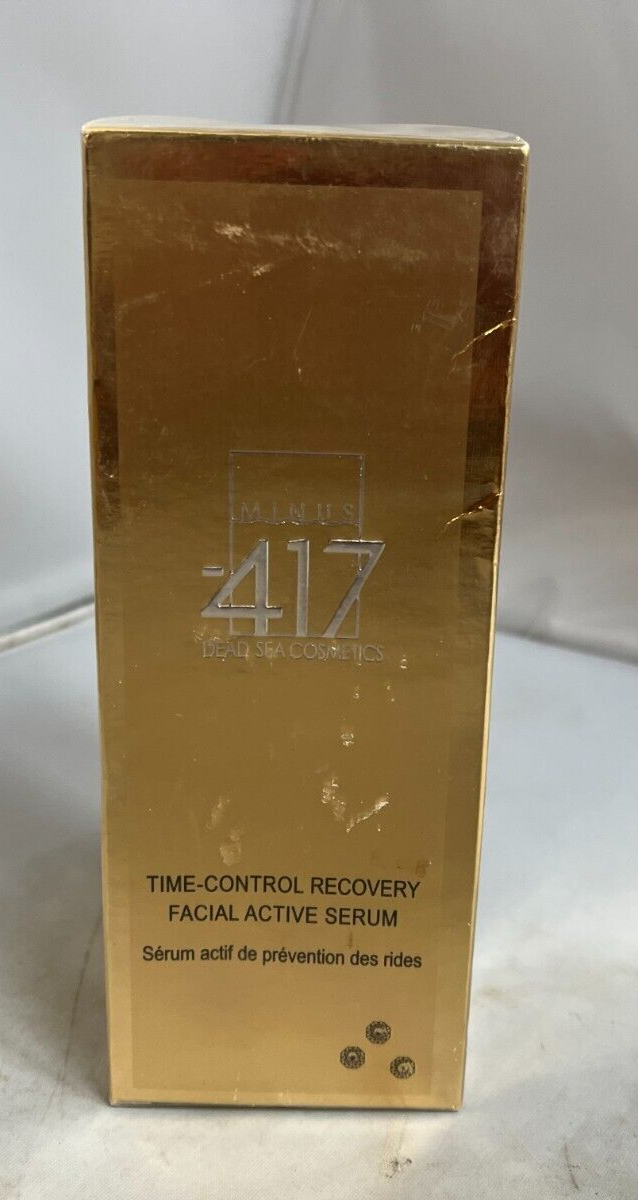 MINUS
-417
DEAD SEA COSMETICS
TIME-CONTROL RECOVERY
FACIAL ACTIVE SERUM
Sérum actif de prévention des rides